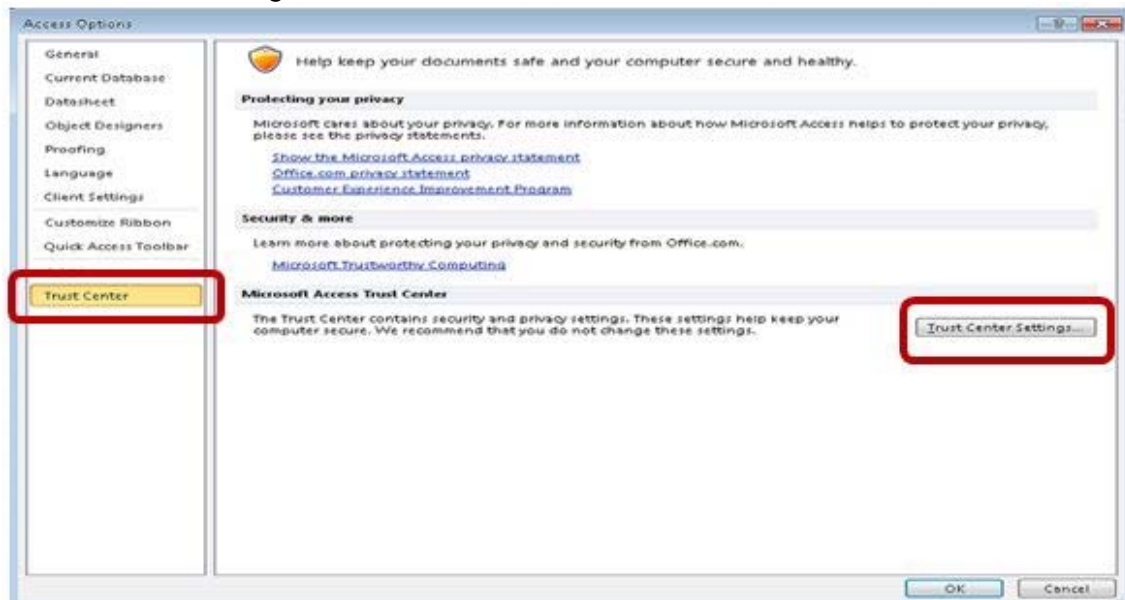 Access Options
General
Current Database
Datasheet
Object Designers
Proofing
Language
Client Settings
Customize Ribbon
Quick Access Toolbar
Trust Center
Help keep your documents safe and your computer secure and healthy.
Protecting your privacy
Microsoft cares about your privacy. For more information about how Microsoft Access helps to protect your privacy,
please see the privacy statements.
Show the Microsoft Access privacy statement
Office.com privacy statement
Customer Experience Improvement Program
Security & more
Learn more about protecting your privacy and security from Office.com.
Microsoft Trustworthy Computing
Microsoft Access Trust Center
The Trust Center contains security and privacy settings. These settings help keep your
computer secure. We recommend that you do not change these settings.
Trust Center Settings...
OK
Cancel